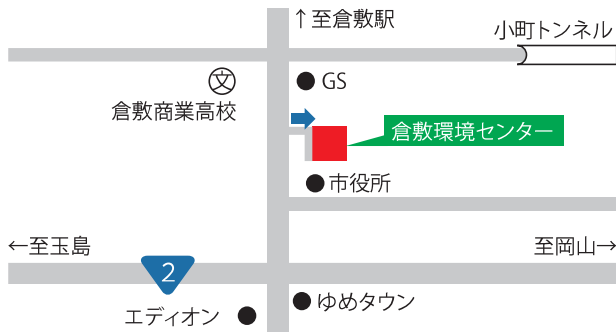 ↑至倉敷駅
小町トンネル
文
GS
倉敷商業高校
倉敷環境センター
市役所
←至玉島
至岡山→
2
ゆめタウン
エディオン